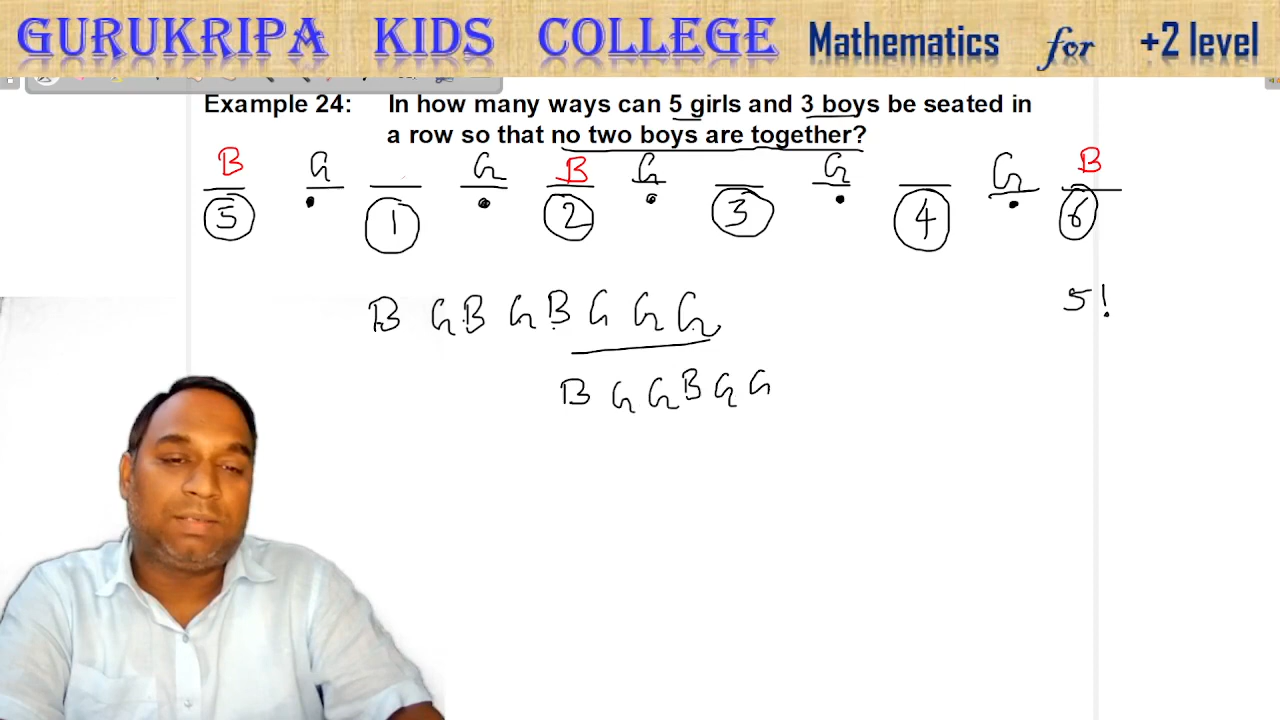 GURUKRIPA KIDS COLLEGE Mathematics for +2 level
Example 24: In how many ways can 5 girls and 3 boys be seated in
a row so that no two boys are together?
B G G B G G G B
5 1 2 3 4 6
B G B G B G G G 5!
B G G B G G